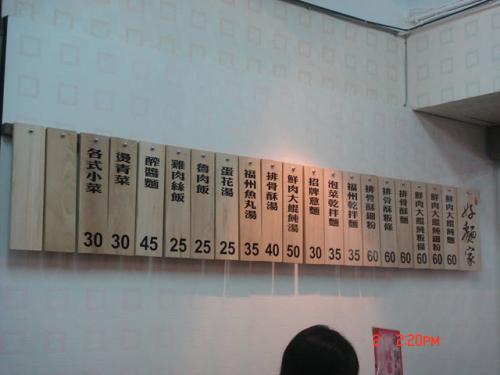 好麵家
鮮肉大餛飩麵 60
鮮肉大餛飩細粉 60
鮮肉大餛飩板條 60
排骨酥麵 60
排骨酥板條 60
排骨酥細粉 60
福州乾拌麵 35
泡菜乾拌麵 35
招牌意麵 30
鮮肉大餛飩湯 50
排骨酥湯 40
福州魚丸湯 35
蛋花湯 25
魯肉飯 25
雞肉絲飯 25
醡醬麵 45
燙青菜 30
各式小菜 30
2:20PM